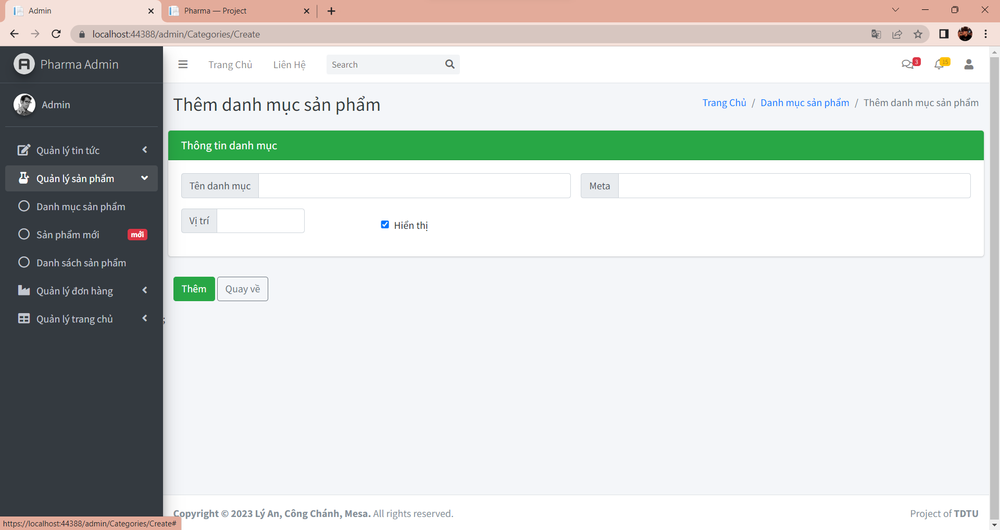 Admin
Pharma — Project
localhost:44388/admin/Categories/Create
Pharma Admin
Trang Chủ
Liên Hệ
Search
3
15
Admin
Quản lý tin tức
Quản lý sản phẩm
Danh mục sản phẩm
Sản phẩm mới
mới
Danh sách sản phẩm
Quản lý đơn hàng
Quản lý trang chủ
Thêm danh mục sản phẩm
Trang Chủ / Danh mục sản phẩm / Thêm danh mục sản phẩm
Thông tin danh mục
Tên danh mục
Meta
Vị trí
Hiển thị
Thêm
Quay về
;
Copyright © 2023 Lý An, Công Chánh, Mesa. All rights reserved.
Project of TDTU
https://localhost:44388/admin/Categories/Create#